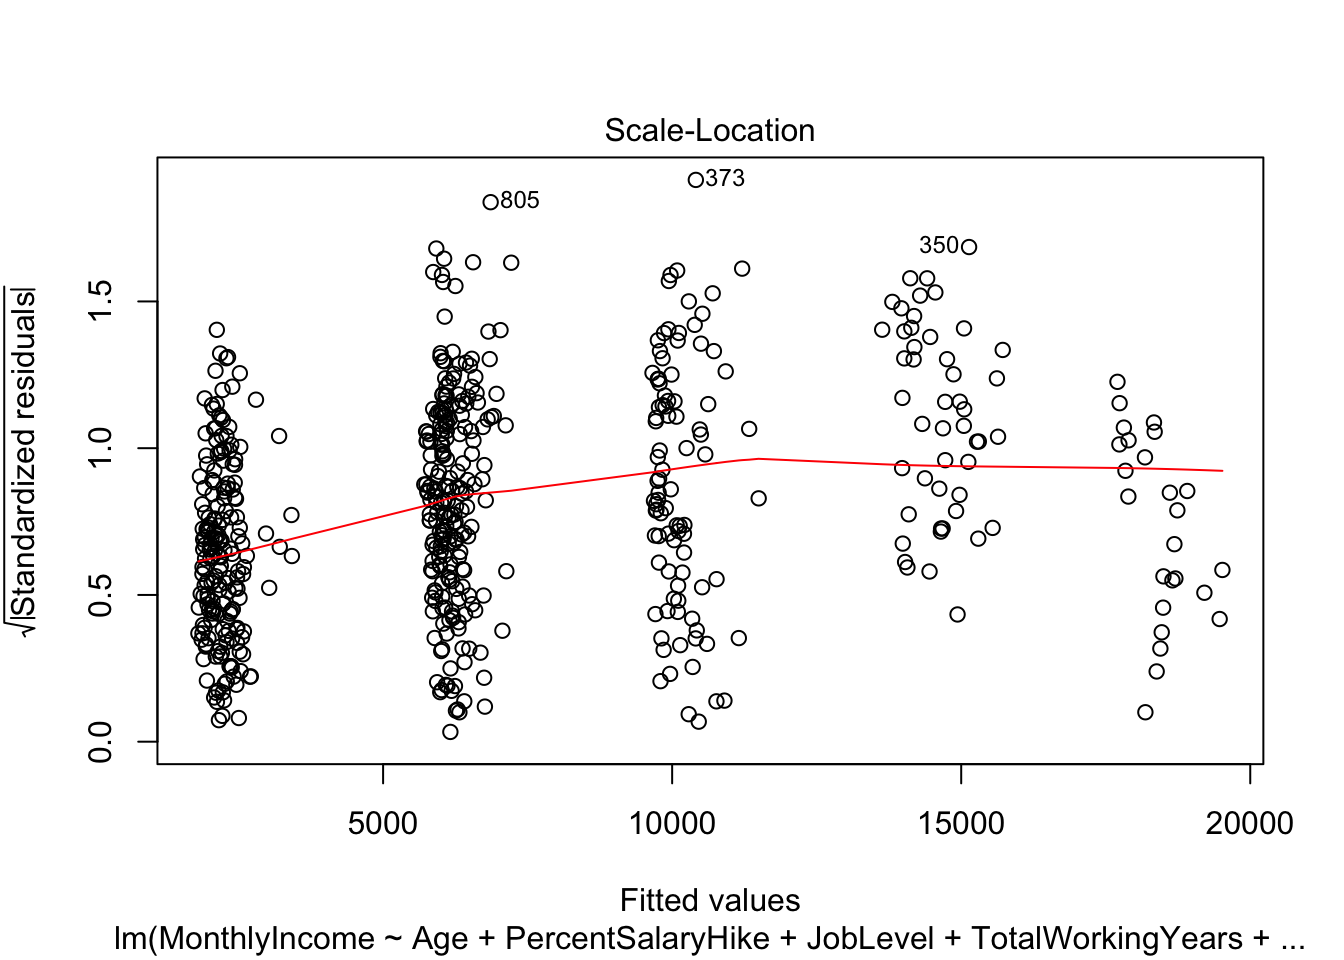 Scale-Location
805
373
350
√|Standardized residuals|
0.0
0.5
1.0
1.5
5000
10000
15000
20000
Fitted values
lm(MonthlyIncome ~ Age + PercentSalaryHike + JobLevel + TotalWorkingYears + ...